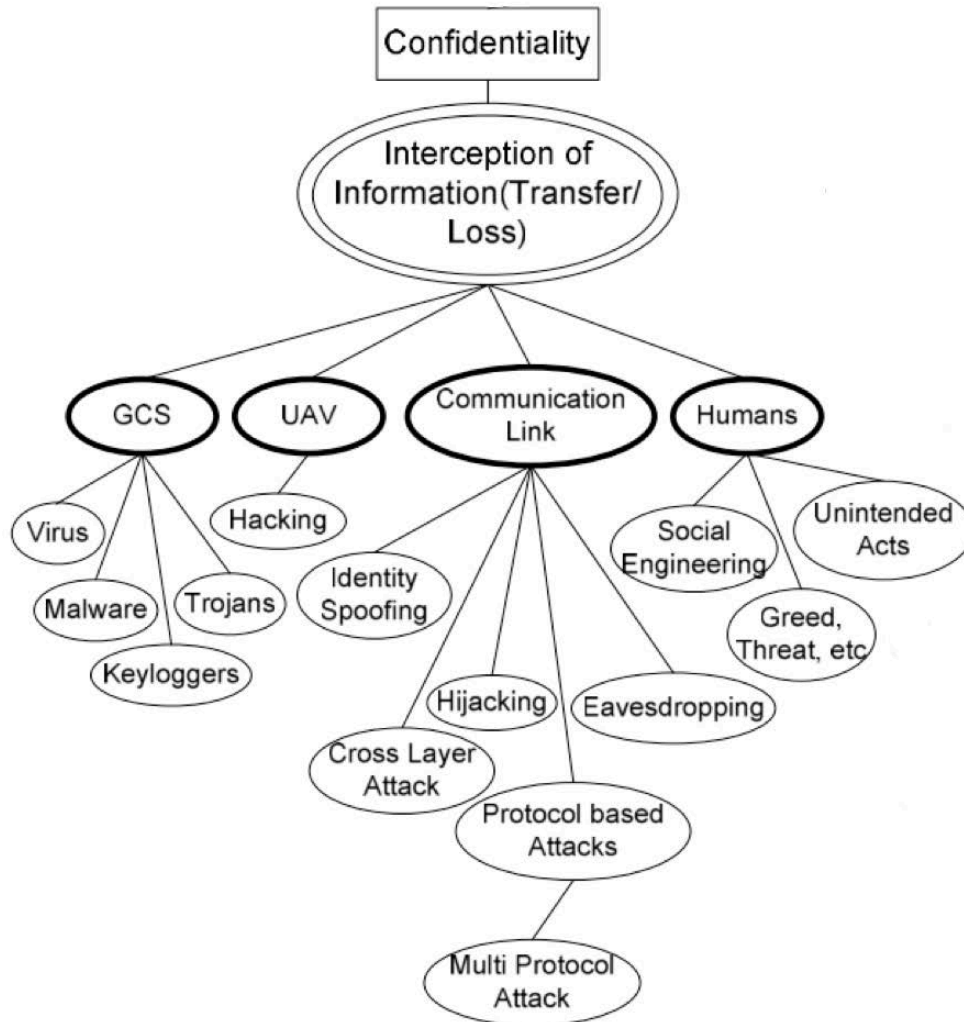 Confidentiality
Interception of
Information(Transfer/
Loss)
GCS
UAV
Communication
Link
Humans
Virus
Malware
Keyloggers
Trojans
Hacking
Identity
Spoofing
Cross Layer
Attack
Hijacking
Protocol based
Attacks
Multi Protocol
Attack
Eavesdropping
Social
Engineering
Greed,
Threat, etc
Unintended
Acts